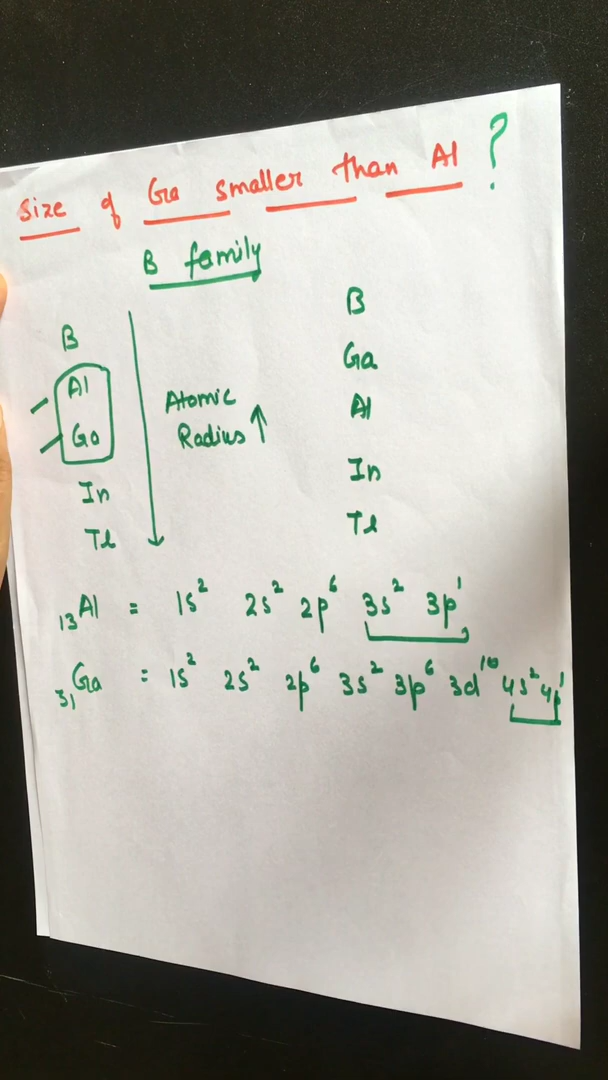 Size of Ga smaller than Al ?
B family
B
Al
Ga
In
Tl
Atomic
Radius ↑
B
Ga
Al
In
Tl
₁₃Al = 1s² 2s² 2p⁶ 3s² 3p¹
₃₁Ga = 1s² 2s² 2p⁶ 3s² 3p⁶ 3d¹⁰ 4s² 4p¹